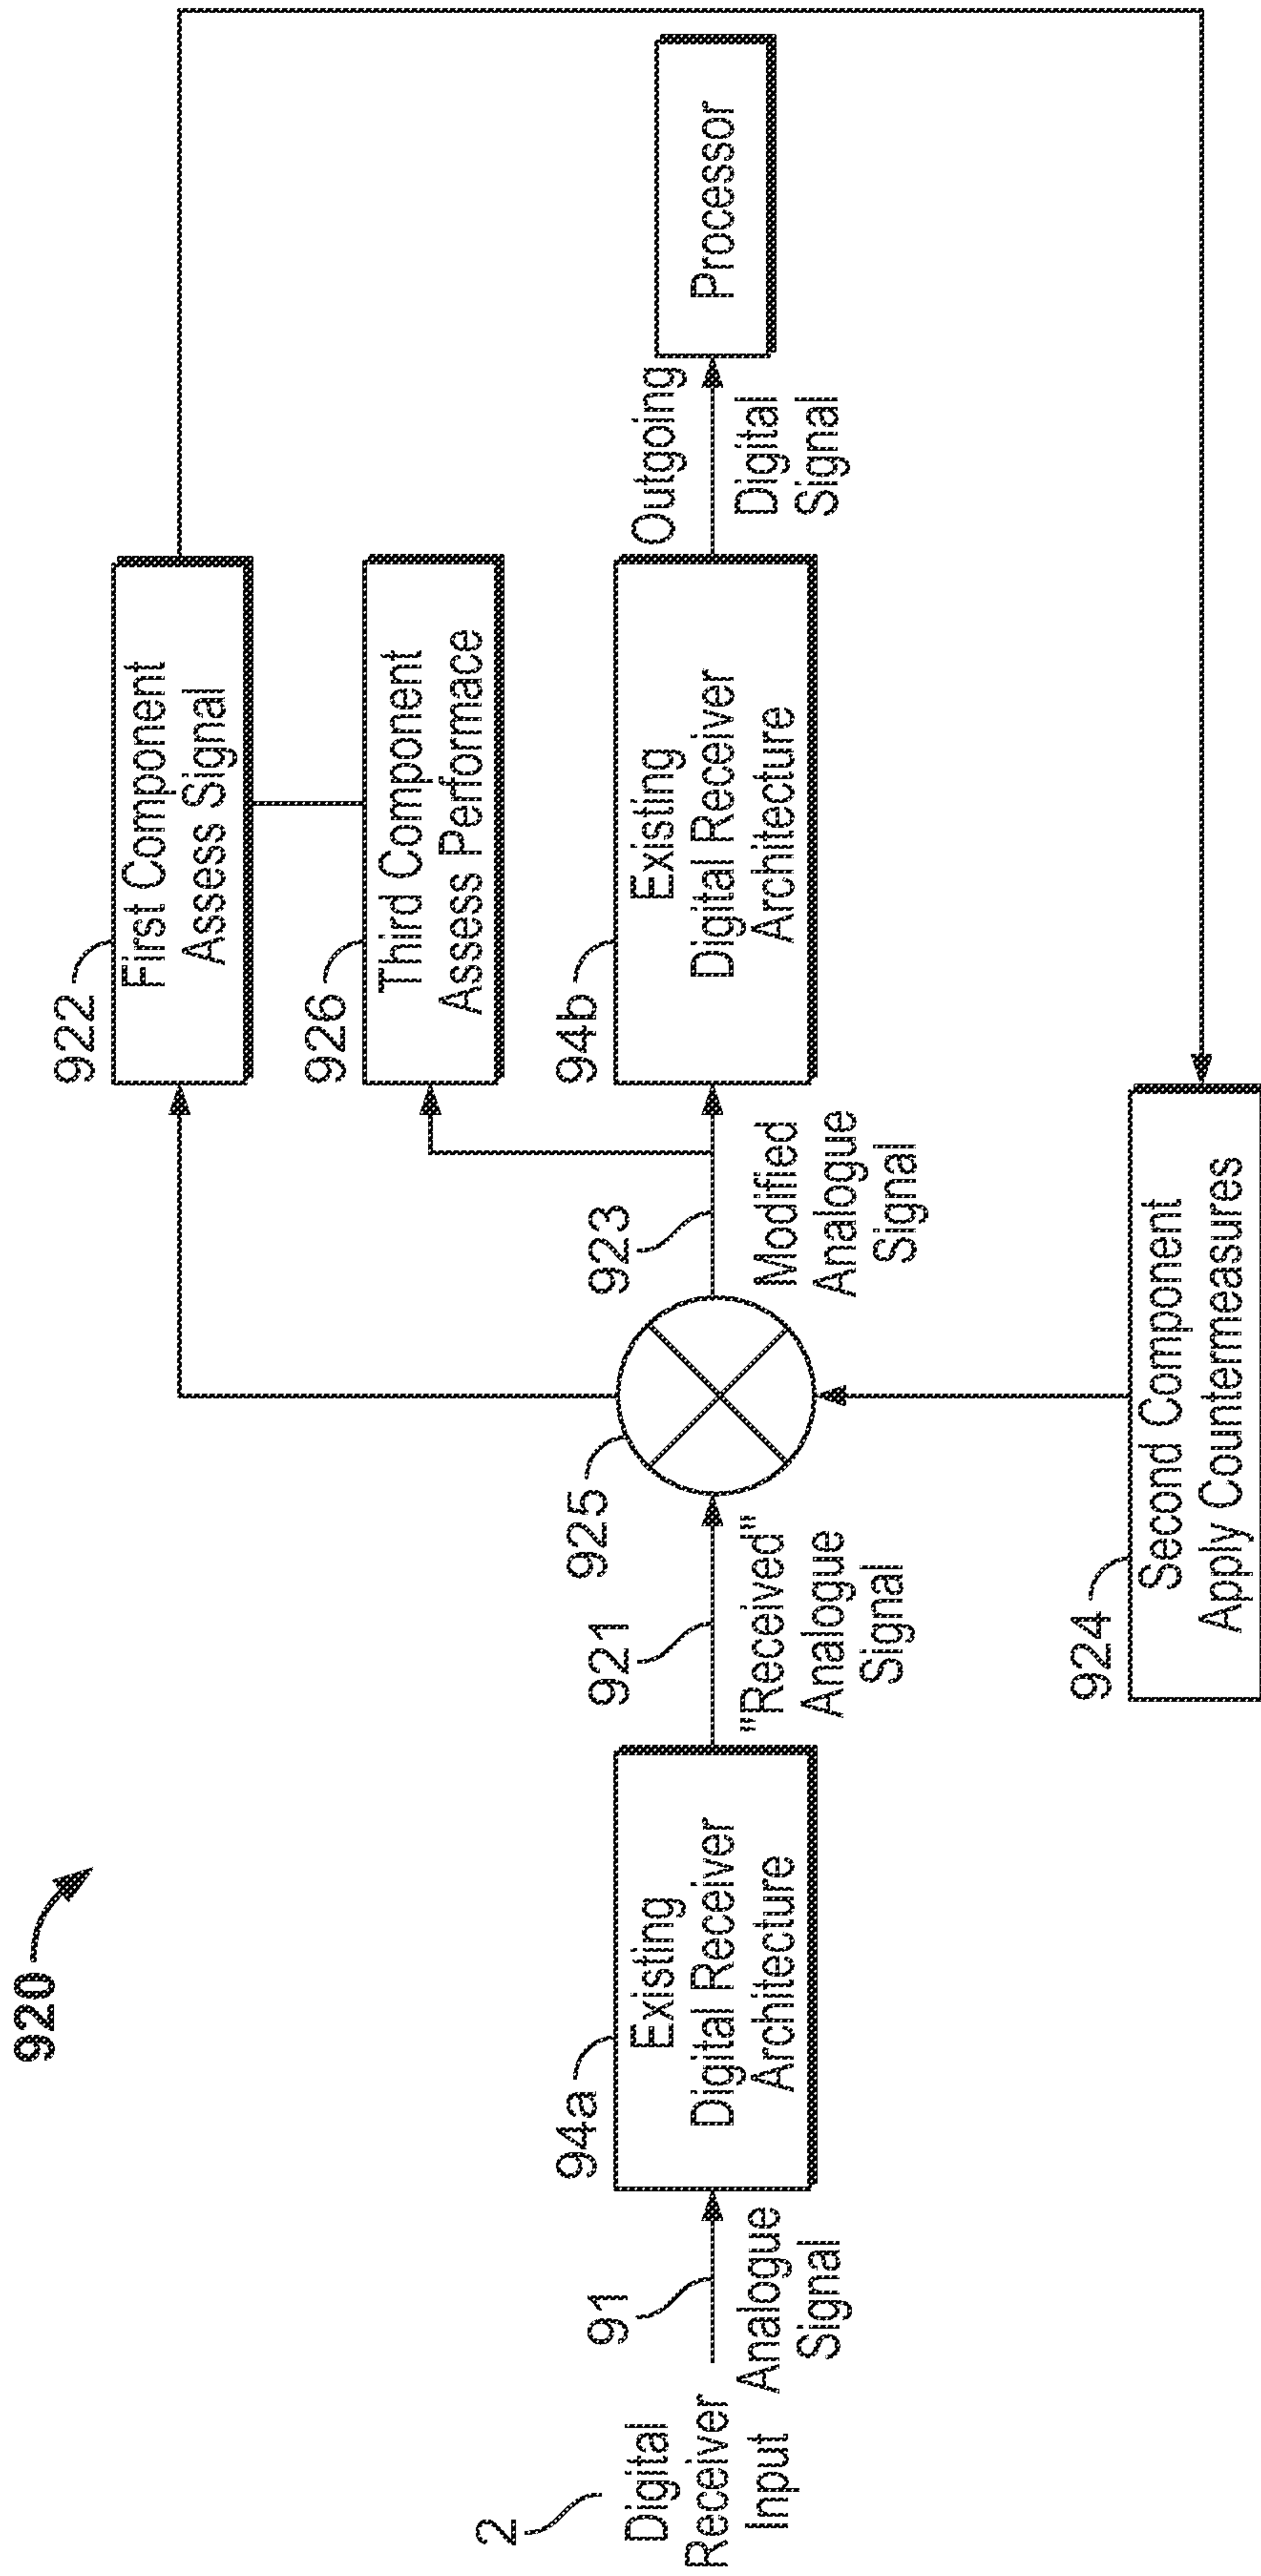 920
922
First Component
Assess Signal
926
Third Component
Assess Performace
2
Digital
Receiver
Input
91
Analogue
Signal
94a
Existing
Digital Receiver
Architecture
921
"Received"
Analogue
Signal
925
923
Modified
Analogue
Signal
94b
Existing
Digital Receiver
Architecture
Outgoing
Digital
Signal
Processor
924
Second Component
Apply Countermeasures